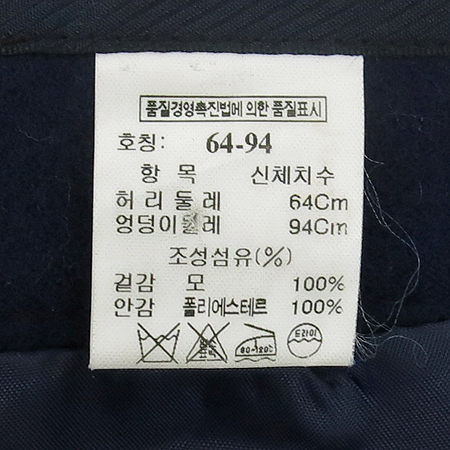 품질경영촉진법에 의한 품질표시
호칭: 64-94
항 목 신체치수
허리둘레 64Cm
엉덩이둘레 94Cm
조성섬유(%)
겉감 모 100%
안감 폴리에스테르 100%
80-120℃ 드라이